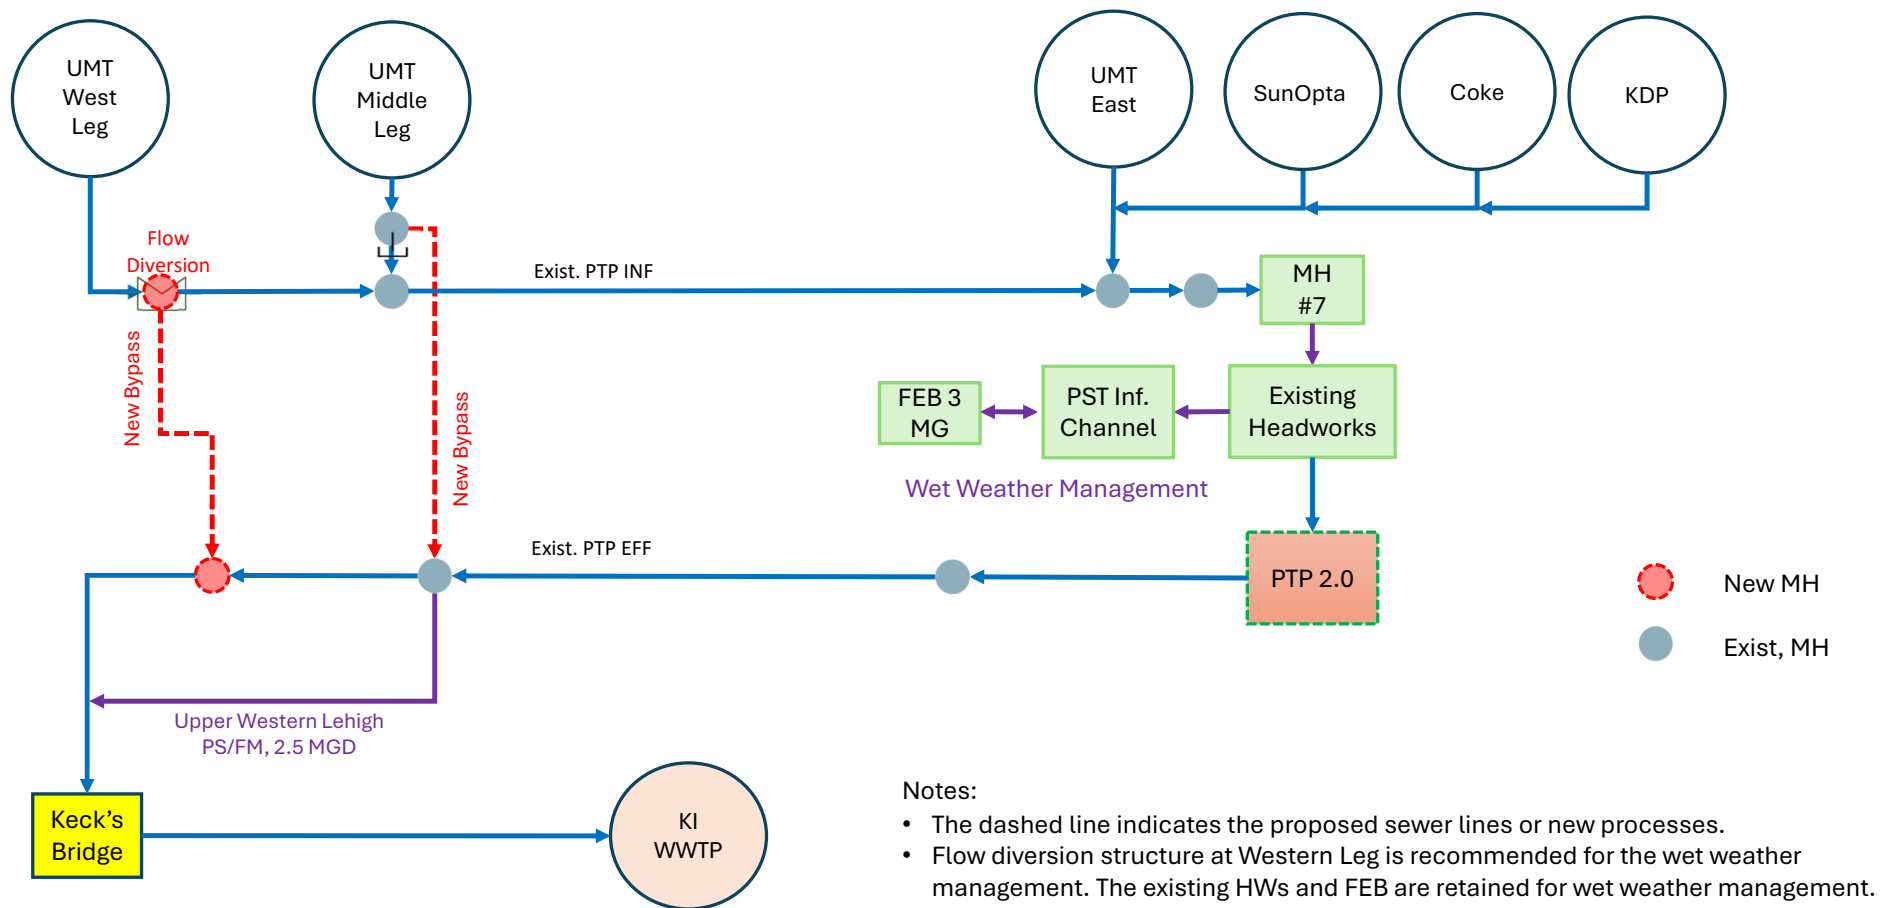 UMT
West
Leg
UMT
Middle
Leg
UMT
East
SunOpta
Coke
KDP
Flow
Diversion
Exist. PTP INF
MH
#7
New Bypass
New Bypass
FEB 3
MG
PST Inf.
Channel
Existing
Headworks
Wet Weather Management
Exist. PTP EFF
PTP 2.0
New MH
Exist, MH
Upper Western Lehigh
PS/FM, 2.5 MGD
Keck's
Bridge
KI
WWTP
Notes:
• The dashed line indicates the proposed sewer lines or new processes.
• Flow diversion structure at Western Leg is recommended for the wet weather
management. The existing HWs and FEB are retained for wet weather management.